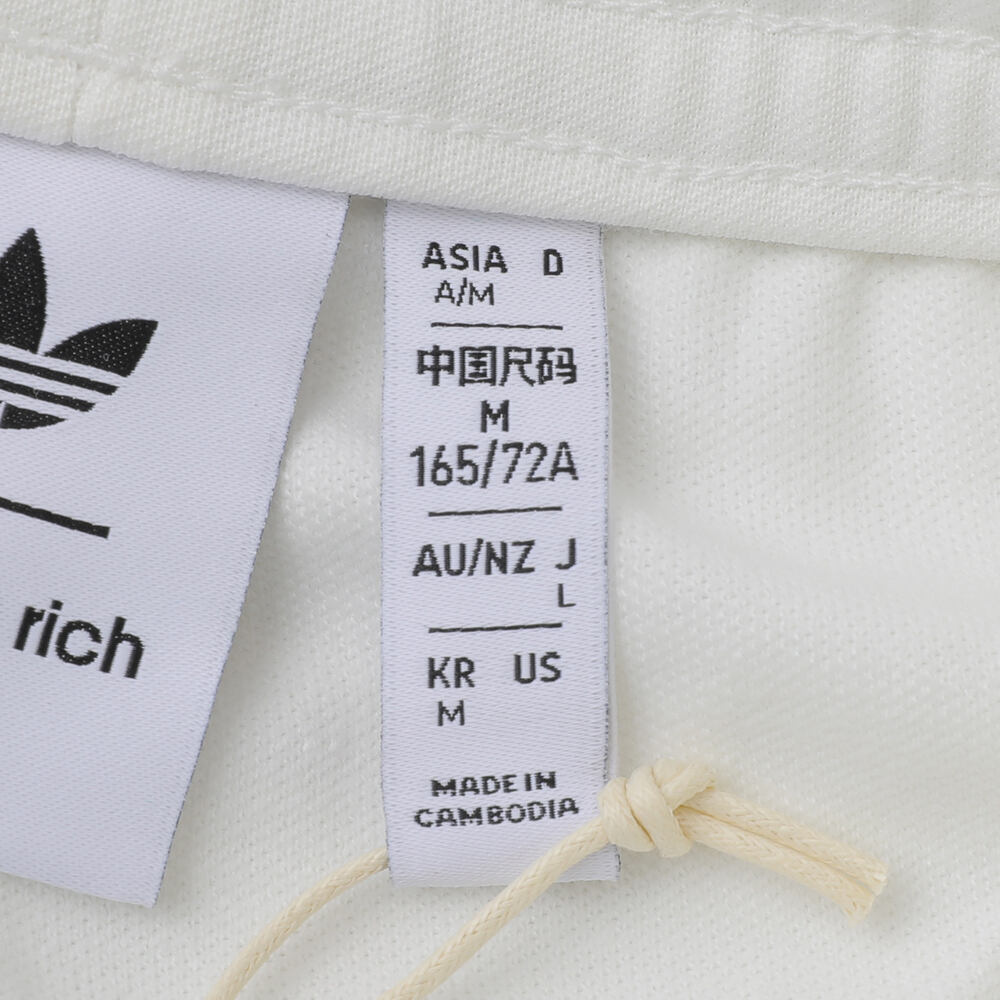 rich
ASIA D
A/M
中国尺码
M
165/72A
AU/NZ J
L
KR US
M
MADE IN
CAMBODIA